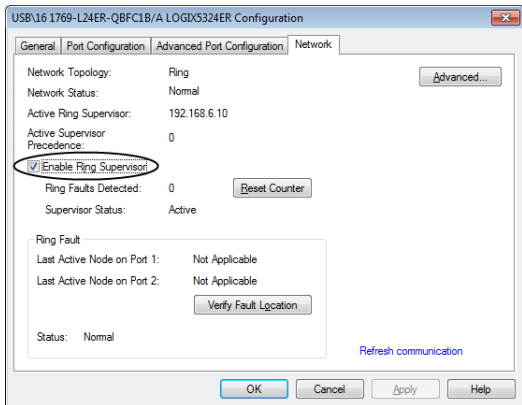 USB\16 1769-L24ER-QBFC1B/A LOGIX5324ER Configuration
General Port Configuration Advanced Port Configuration Network
Network Topology: Ring
Advanced...
Network Status: Normal
Active Ring Supervisor: 192.168.6.10
Active Supervisor
Precedence: 0
Enable Ring Supervisor
Ring Faults Detected: 0 Reset Counter
Supervisor Status: Active
Ring Fault
Last Active Node on Port 1: Not Applicable
Last Active Node on Port 2: Not Applicable
Verify Fault Location
Status: Normal
Refresh communication
OK Cancel Apply Help